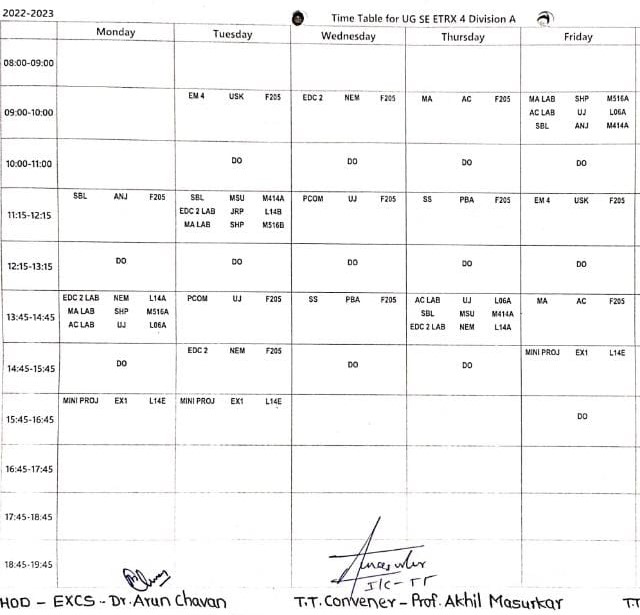 2022-2023
Time Table for UG SE ETRX 4 Division A
Monday Tuesday Wednesday Thursday Friday
08:00-09:00
09:00-10:00
EM 4 USK F205
EDC 2 NEM F205
MA AC F205
MA LAB SHP M516A
AC LAB UJ L06A
SBL ANJ M414A
10:00-11:00
DO DO DO DO
11:15-12:15
SBL ANJ F205
SBL MSU M414A
EDC 2 LAB JRP L14B
MA LAB SHP M516B
PCOM UJ F205
SS PBA F205
EM 4 USK F205
12:15-13:15
DO DO DO DO DO
13:45-14:45
EDC 2 LAB NEM L14A
MA LAB SHP M516A
AC LAB UJ L06A
PCOM UJ F205
SS PBA F205
AC LAB UJ L06A
SBL MSU M414A
EDC 2 LAB NEM L14A
MA AC F205
14:45-15:45
DO
EDC 2 NEM F205
DO
DO
MINI PROJ EX1 L14E
15:45-16:45
MINI PROJ EX1 L14E
MINI PROJ EX1 L14E
DO
16:45-17:45
17:45-18:45
18:45-19:45
I/C-TT
HOD - EXCS - Dr. Arun Chavan
T.T. Convener - Prof. Akhil Masurkar